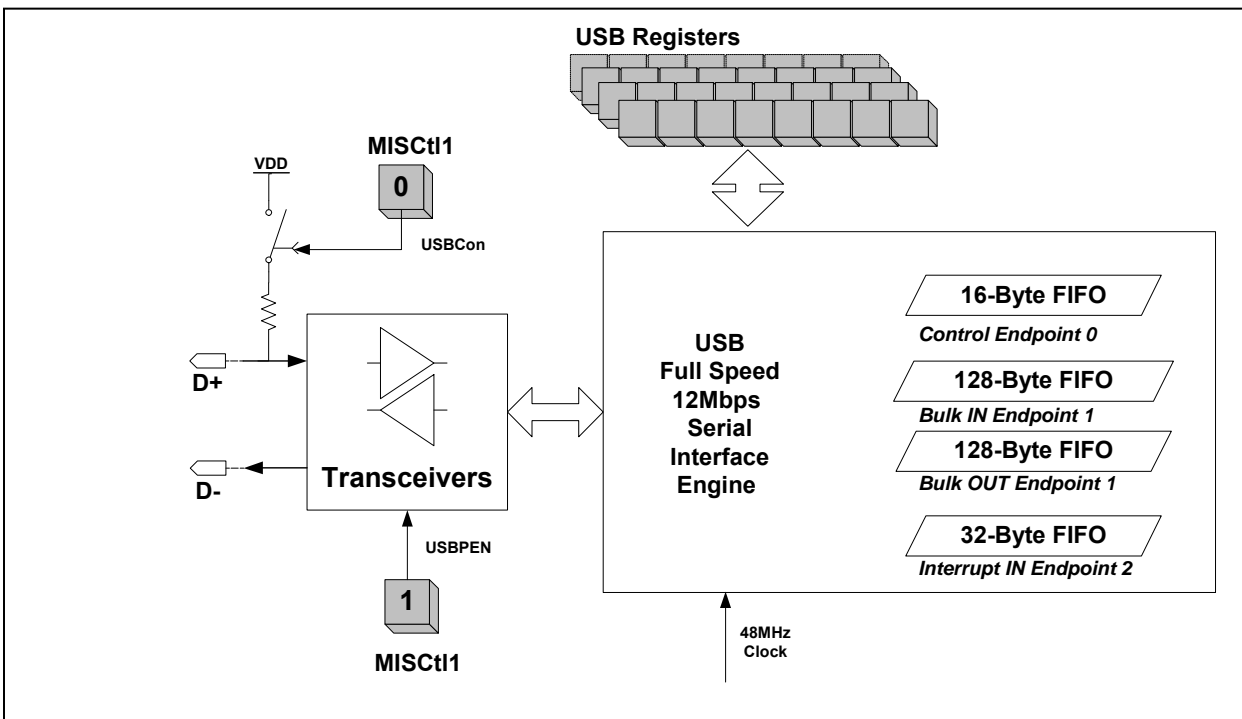 USB Registers
MISCtl1
0
VDD
USBCon
D+
D-
Transceivers
USBPEN
1
MISCtl1
USB
Full Speed
12Mbps
Serial
Interface
Engine
16-Byte FIFO
Control Endpoint 0
128-Byte FIFO
Bulk IN Endpoint 1
128-Byte FIFO
Bulk OUT Endpoint 1
32-Byte FIFO
Interrupt IN Endpoint 2
48MHz
Clock